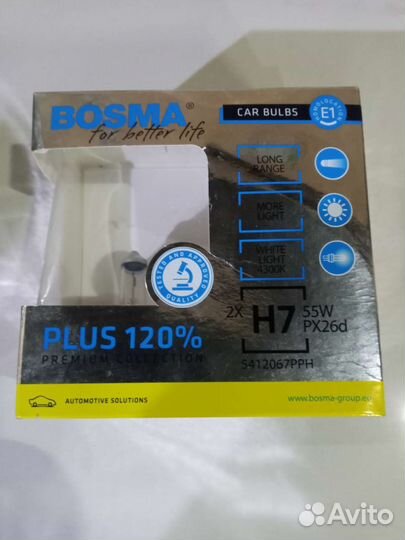 BOSMA®
for better life
CAR BULBS
HOMOLOGATION
E1
LONG
RANGE
MORE
LIGHT
WHITE
LIGHT
4300K
TESTED AND APPROVED
QUALITY
PLUS 120%
PREMIUM COLLECTION
2X H7 55W
PX26d
5412067PPH
AUTOMOTIVE SOLUTIONS
www.bosma-group.eu
Avito